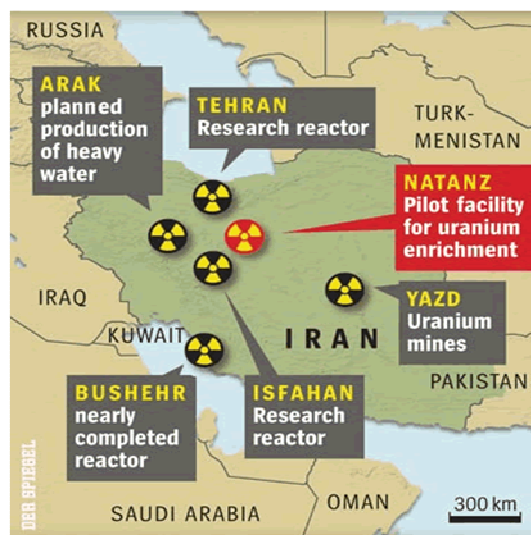 RUSSIA
ARAK
planned
production
of heavy
water
TEHRAN
Research reactor
TURK-
MENISTAN
NATANZ
Pilot facility
for uranium
enrichment
IRAQ
KUWAIT
IRAN
YAZD
Uranium
mines
PAKISTAN
BUSHEHR
nearly
completed
reactor
ISFAHAN
Research
reactor
SAUDI ARABIA
OMAN
300 km
DER SPIEGEL